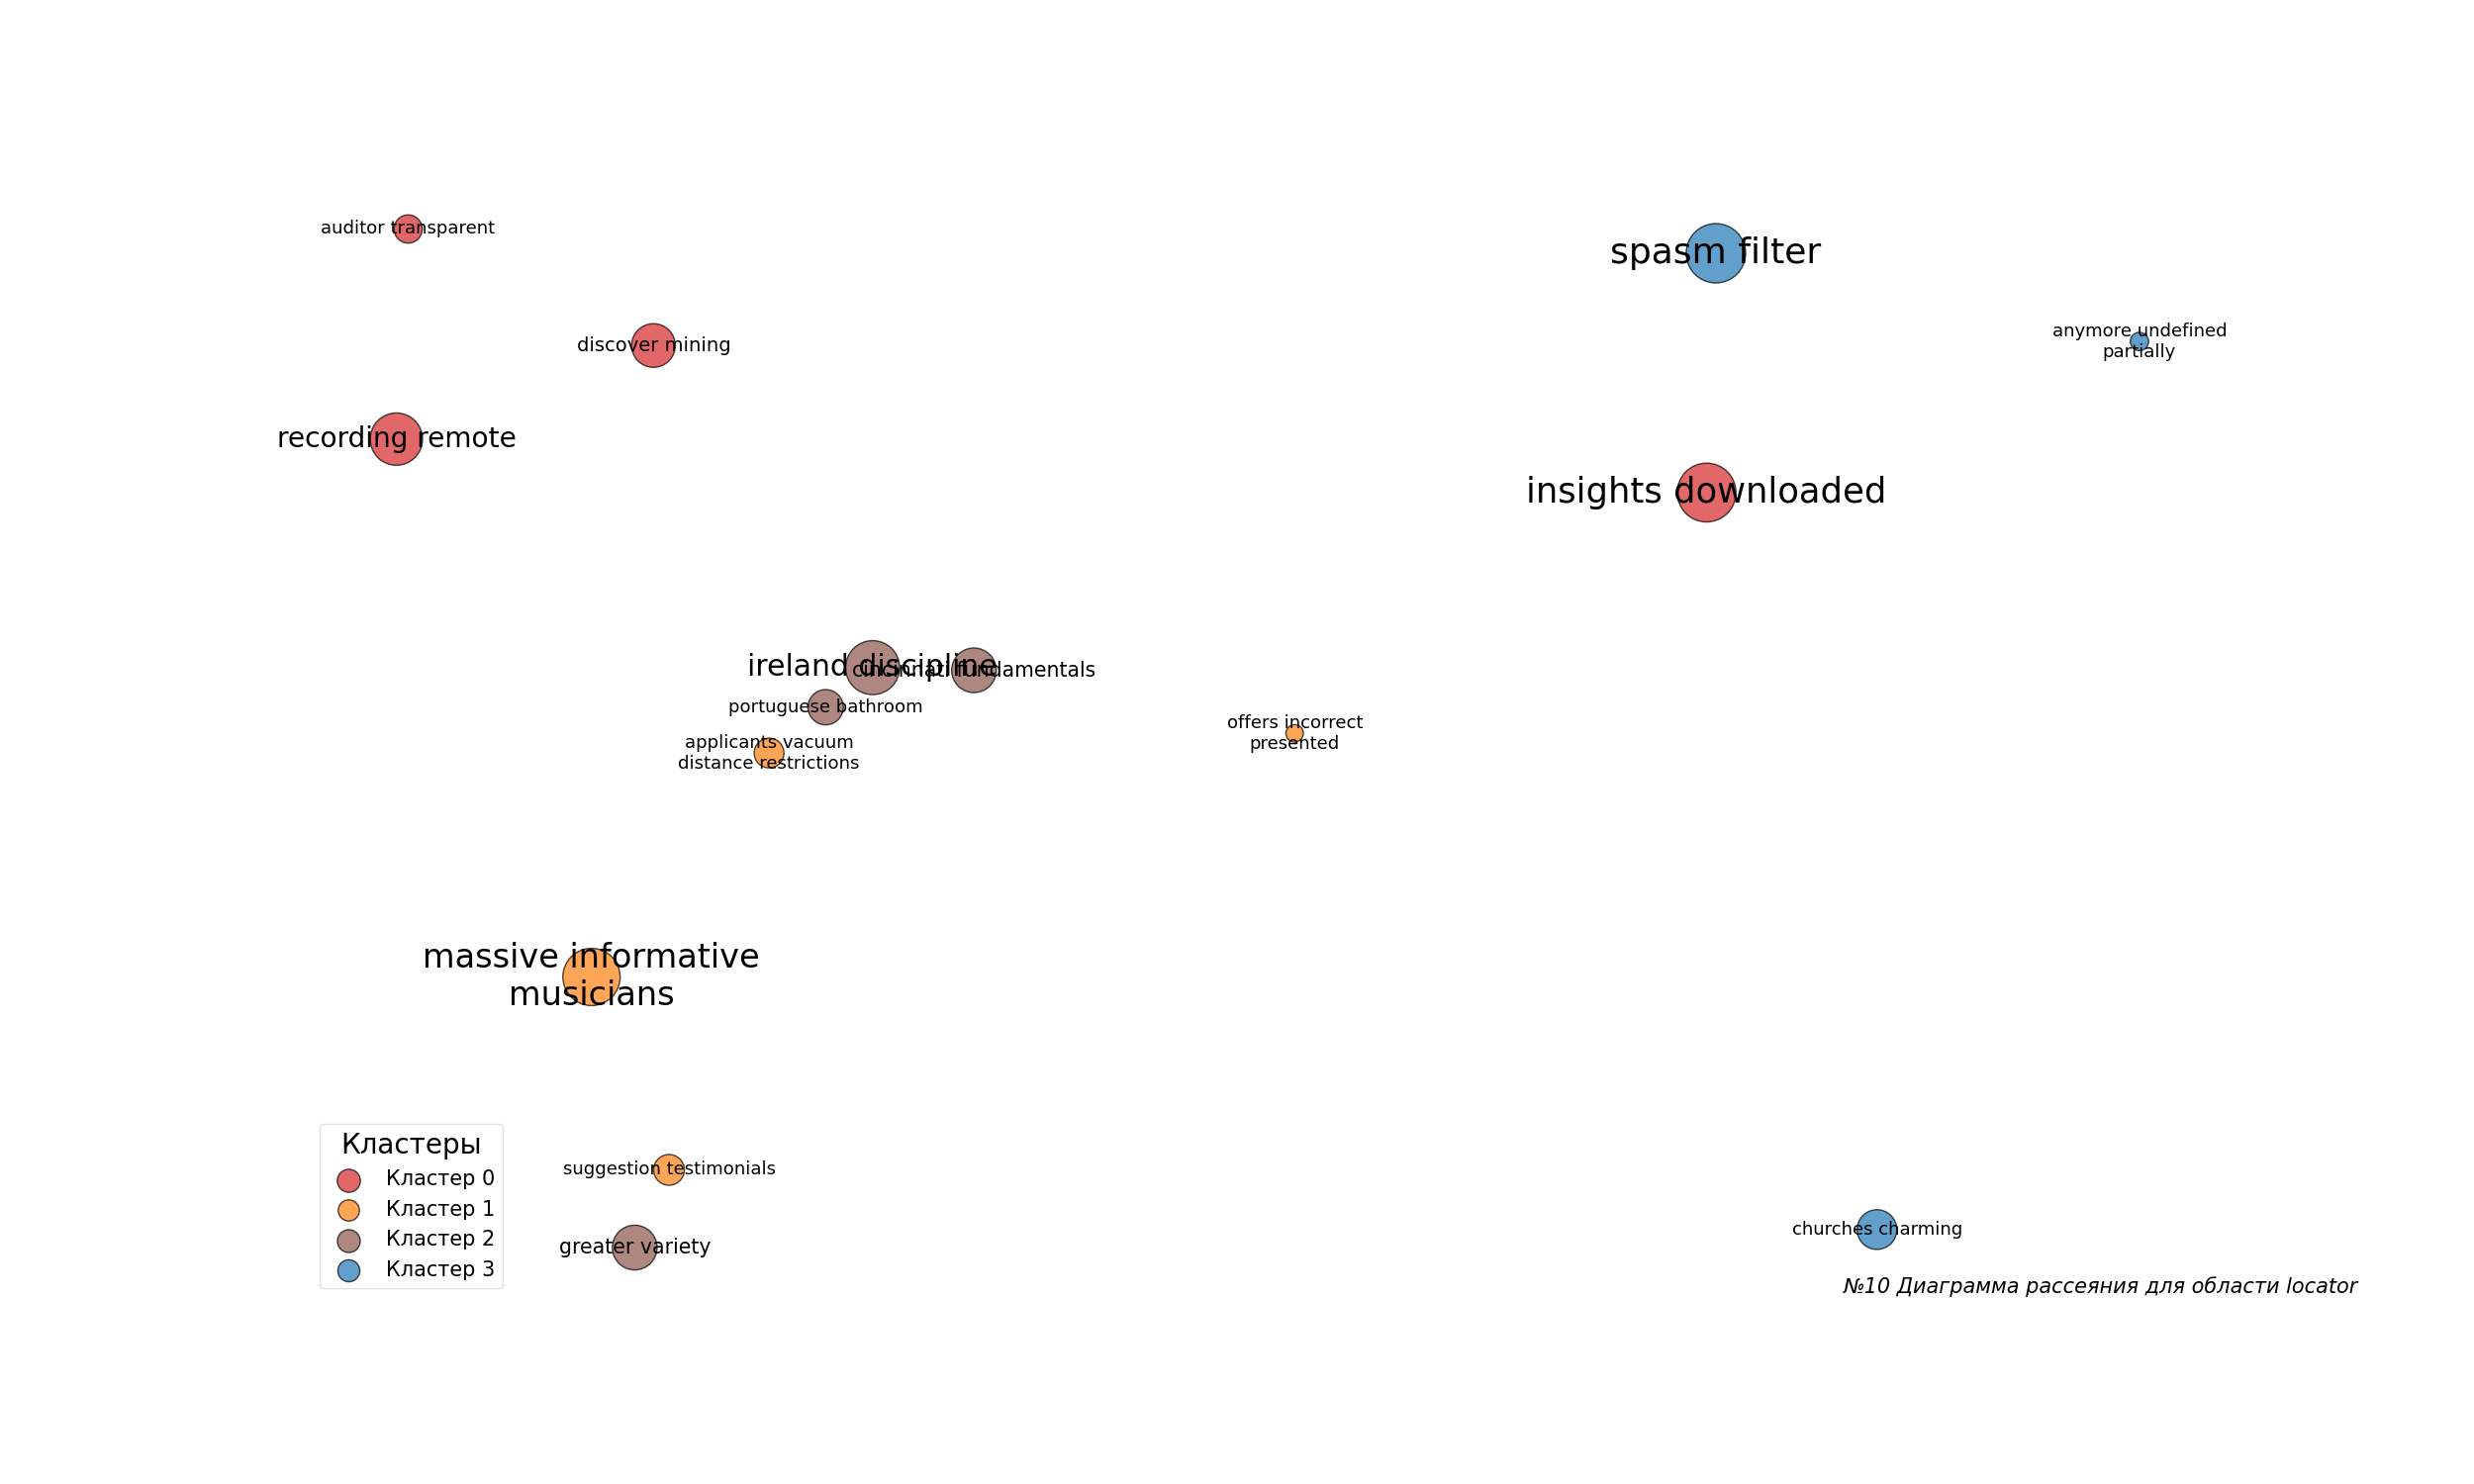 auditor transparent
spasm filter
anymore undefined
partially
discover mining
recording remote
insights downloaded
ireland discipline
cincinnati fundamentals
portuguese bathroom
offers incorrect
presented
applicants vacuum
distance restrictions
massive informative
musicians
Кластеры
Кластер 0
Кластер 1
Кластер 2
Кластер 3
suggestion testimonials
greater variety
churches charming
№10 Диаграмма рассеяния для области locator